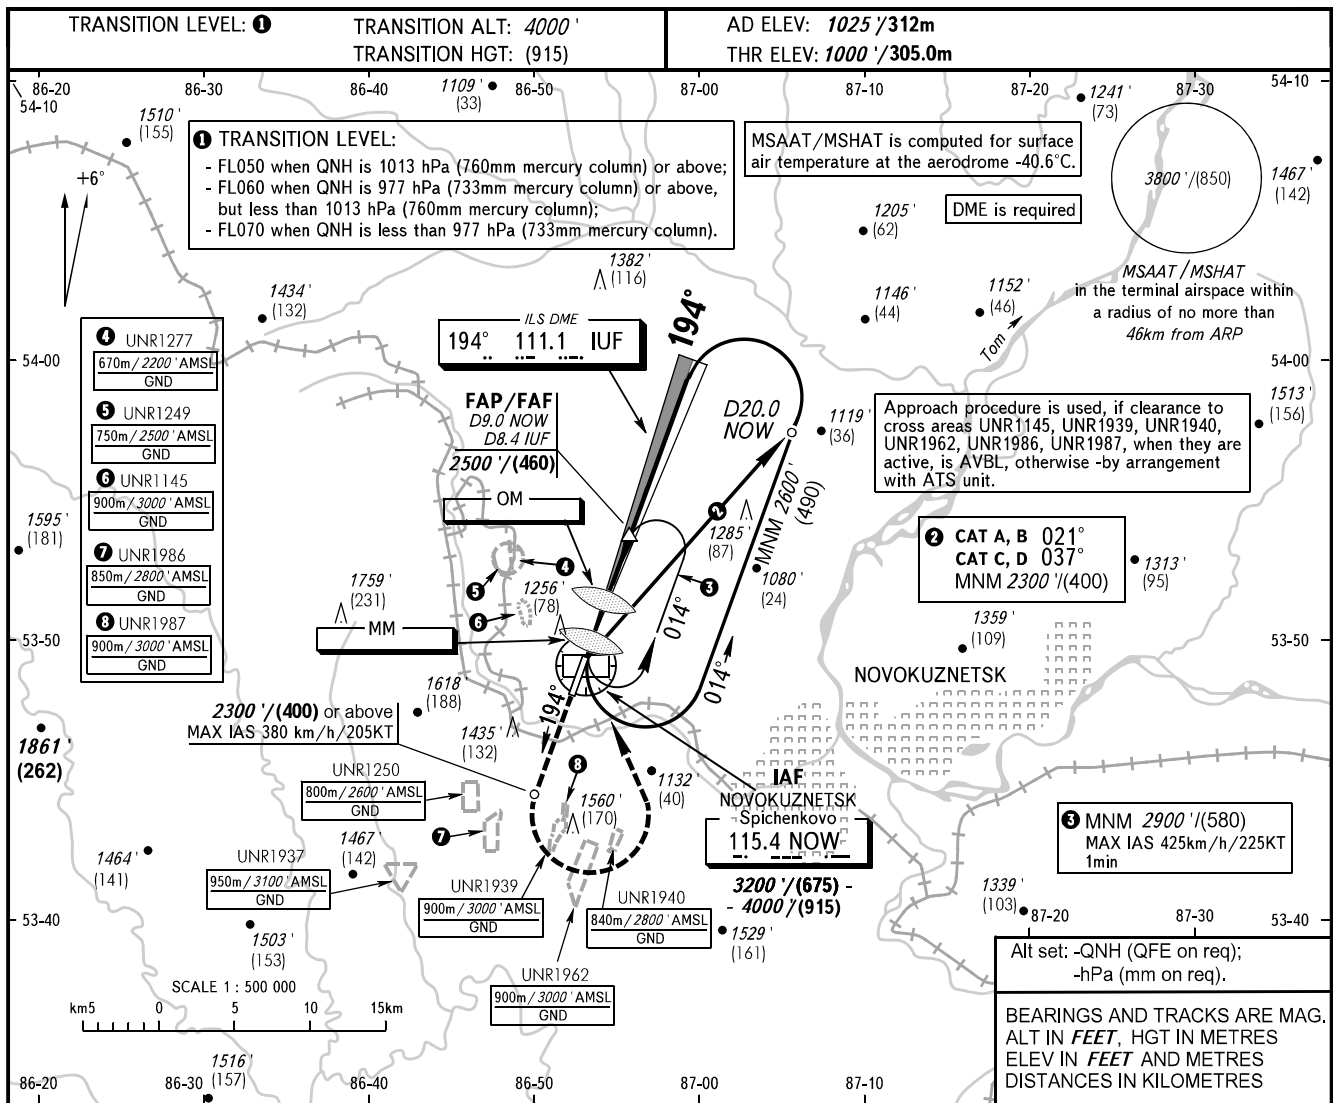 TRANSITION LEVEL: ❶
TRANSITION ALT: 4000 '
TRANSITION HGT: (915)
AD ELEV: 1025 '/312m
THR ELEV: 1000 '/305.0m
86-20
86-30
86-40
86-50
87-00
87-10
87-20
87-30
54-10
54-10
1109 '
(33)
1241 '
(73)
1510 '
(155)
❶ TRANSITION LEVEL:
- FL050 when QNH is 1013 hPa (760mm mercury column) or above;
- FL060 when QNH is 977 hPa (733mm mercury column) or above,
but less than 1013 hPa (760mm mercury column);
- FL070 when QNH is less than 977 hPa (733mm mercury column).
MSAAT/MSHAT is computed for surface
air temperature at the aerodrome -40.6°C.
DME is required
3800 '/(850)
1467 '
(142)
+6°
1205 '
(62)
MSAAT/MSHAT
in the terminal airspace within
a radius of no more than
46km from ARP
1382 '
(116)
1434 '
(132)
1146 '
(44)
1152 '
(46)
Tom
❹ UNR1277
670m/2200 'AMSL
GND
❺ UNR1249
750m/2500 'AMSL
GND
❻ UNR1145
900m/3000 'AMSL
GND
❼ UNR1986
850m/2800 'AMSL
GND
❽ UNR1987
900m/3000 'AMSL
GND
ILS DME
194° 111.1 IUF
194°
54-00
54-00
FAP/FAF
D9.0 NOW
D8.4 IUF
2500 '/(460)
D20.0
NOW
1119 '
(36)
1513 '
(156)
Approach procedure is used, if clearance to
cross areas UNR1145, UNR1939, UNR1940,
UNR1962, UNR1986, UNR1987, when they are
active, is AVBL, otherwise -by arrangement
with ATS unit.
OM
❷
MNM 2600 '
(490)
1285 '
(87)
1595 '
(181)
❷ CAT A, B 021°
CAT C, D 037°
MNM 2300 '/(400)
1313 '
(95)
❹
❺
❻
❸
1080 '
(24)
1256 '
(78)
1759 '
(231)
MM
014°
014°
1359 '
(109)
53-50
53-50
NOVOKUZNETSK
1618 '
(188)
194°
2300 '/(400) or above
MAX IAS 380 km/h/205KT
1435 '
(132)
1861 '
(262)
❽
1132 '
(40)
IAF
NOVOKUZNETSK
Spichenkovo
115.4 NOW
3200 '/(675) -
- 4000 '/(915)
UNR1250
800m/2600 'AMSL
GND
1560 '
(170)
❼
❸ MNM 2900 '/(580)
MAX IAS 425km/h/225KT
1min
1464 '
(141)
1467 '
(142)
UNR1937
950m/3100 'AMSL
GND
UNR1939
900m/3000 'AMSL
GND
UNR1940
840m/2800 'AMSL
GND
1339 '
(103)
87-20
87-30
53-40
53-40
1503 '
(153)
1529 '
(161)
UNR1962
900m/3000 'AMSL
GND
Alt set: -QNH (QFE on req);
-hPa (mm on req).
SCALE 1 : 500 000
km5 0 5 10 15km
BEARINGS AND TRACKS ARE MAG.
ALT IN FEET, HGT IN METRES
ELEV IN FEET AND METRES
DISTANCES IN KILOMETRES
1516 '
(157)
86-20
86-30
86-40
86-50
87-00
87-10